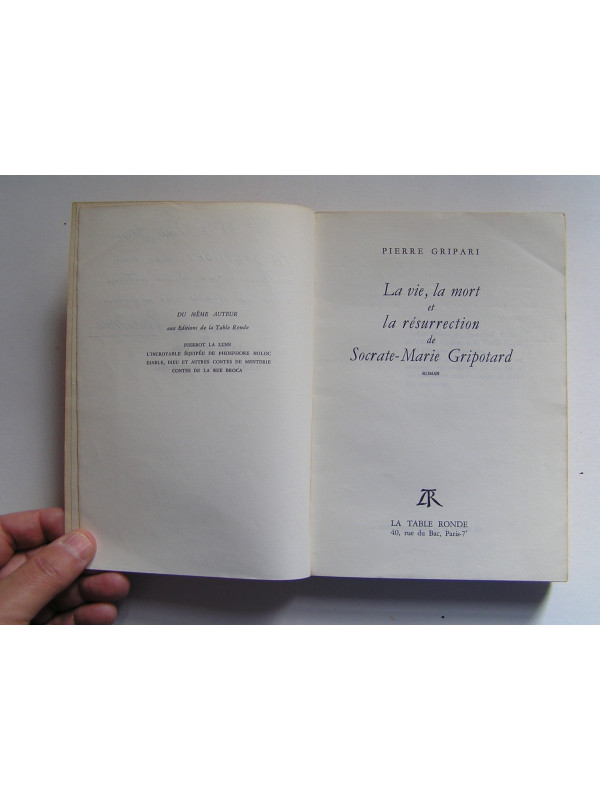 DU MÊME AUTEUR
aux Editions de la Table Ronde
PIERROT LA LUNE
L'INCROYABLE ÉQUIPÉE DE PHOSPHORE NOLOC
DIABLE, DIEU ET AUTRES CONTES DE MENTERIE
CONTES DE LA RUE BROCA
PIERRE GRIPARI
La vie, la mort
et
la résurrection
de
Socrate-Marie Gripotard
ROMAN
TR
LA TABLE RONDE
40, rue du Bac, Paris-7e